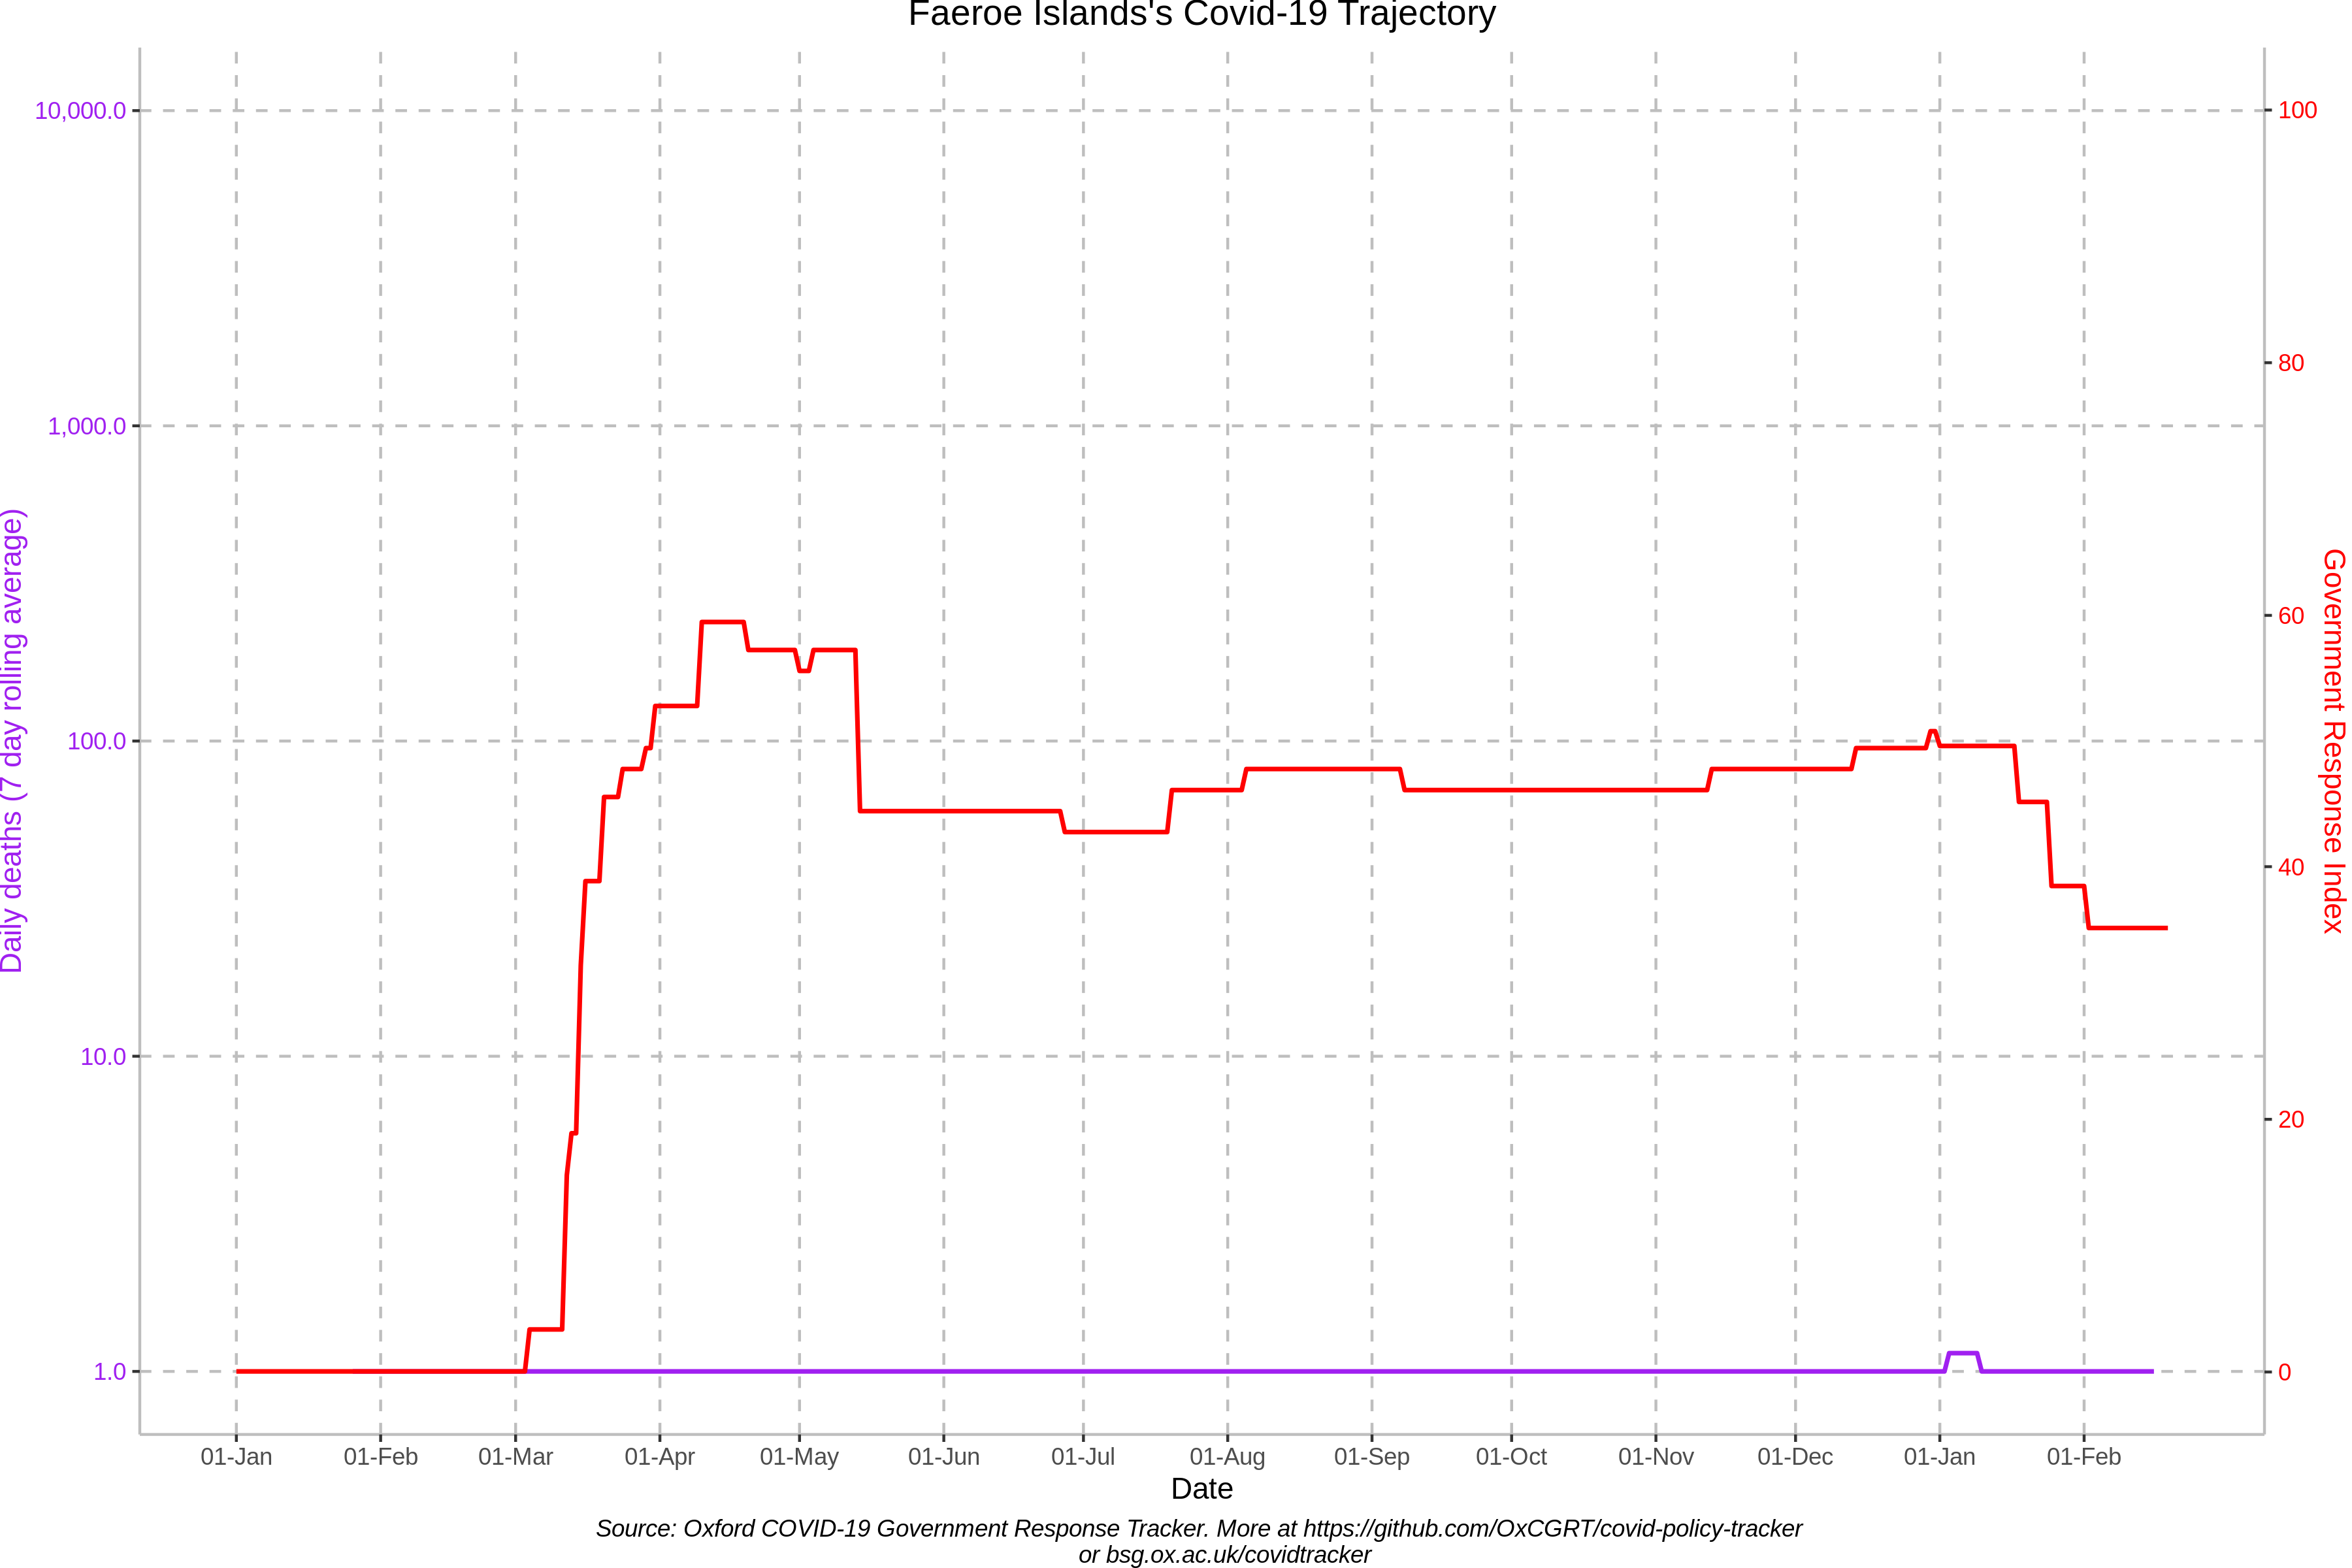 Faeroe Islands's Covid-19 Trajectory
10,000.0
1,000.0
100.0
10.0
1.0
Daily deaths (7 day rolling average)
100
80
60
40
20
0
Government Response Index
01-Jan
01-Feb
01-Mar
01-Apr
01-May
01-Jun
01-Jul
01-Aug
01-Sep
01-Oct
01-Nov
01-Dec
01-Jan
01-Feb
Date
Source: Oxford COVID-19 Government Response Tracker. More at https://github.com/OxCGRT/covid-policy-tracker
or bsg.ox.ac.uk/covidtracker